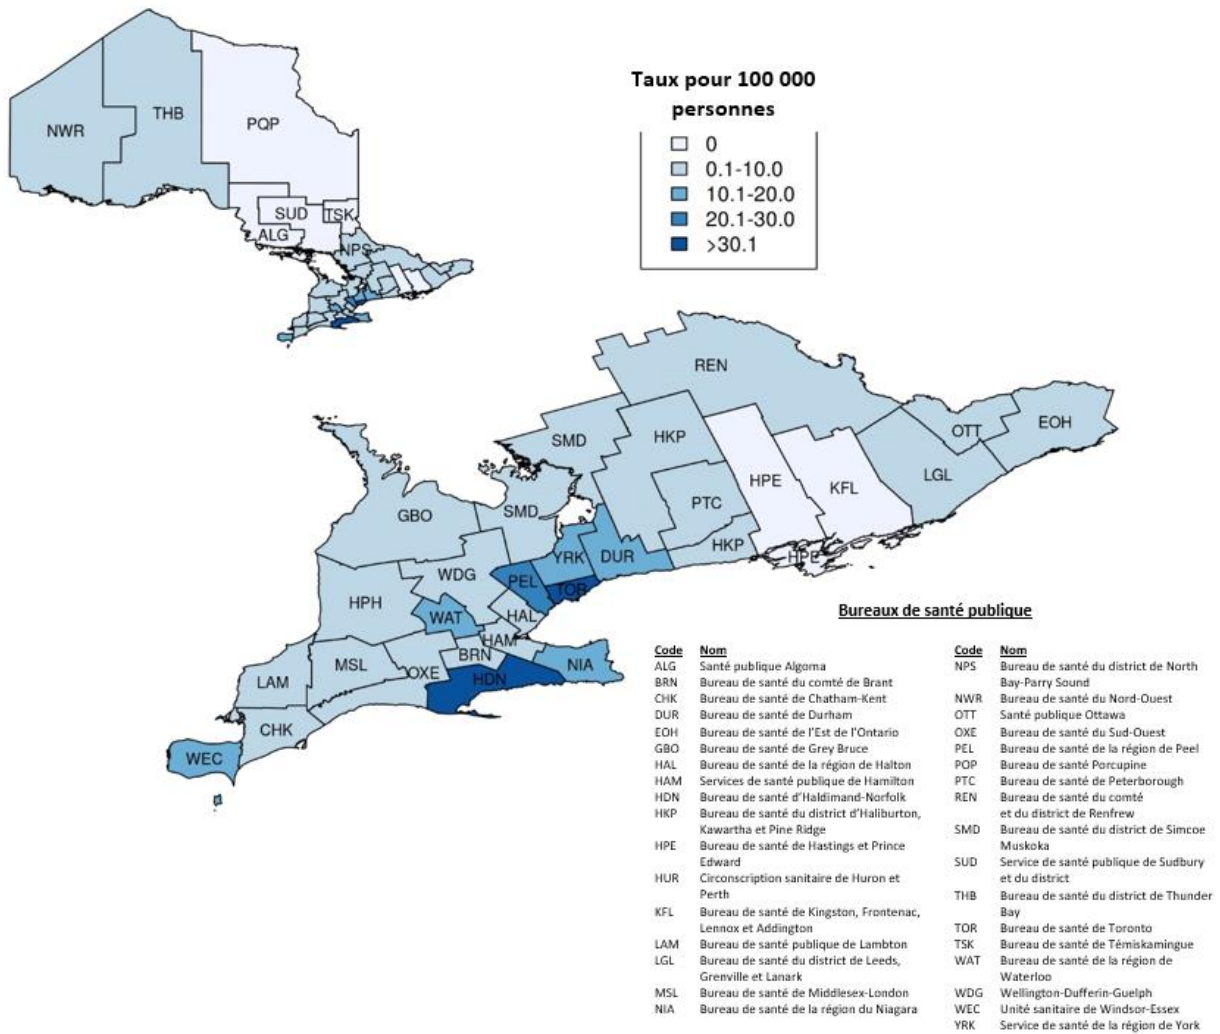 Taux pour 100 000
personnes
0
0.1-10.0
10.1-20.0
20.1-30.0
>30.1
NWR
THB
PQP
SUD
TSK
ALG
NPS
REN
SMD
HKP
OTT
EOH
HPE
KFL
LGL
PTC
GBO
SMD
HKP
YRK
DUR
HPE
WDG
PEL
TOR
HPH
WAT
HAL
HAM
BRN
MSL
OXE
NIA
HDN
LAM
CHK
WEC
Bureaux de santé publique
Code Nom
ALG Santé publique Algoma
BRN Bureau de santé du comté de Brant
CHK Bureau de santé de Chatham-Kent
DUR Bureau de santé de Durham
EOH Bureau de santé de l'Est de l'Ontario
GBO Bureau de santé de Grey Bruce
HAL Bureau de santé de la région de Halton
HAM Services de santé publique de Hamilton
HDN Bureau de santé d'Haldimand-Norfolk
HKP Bureau de santé du district d'Haliburton,
Kawartha et Pine Ridge
HPE Bureau de santé de Hastings et Prince
Edward
HUR Circonscription sanitaire de Huron et
Perth
KFL Bureau de santé de Kingston, Frontenac,
Lennox et Addington
LAM Bureau de santé publique de Lambton
LGL Bureau de santé du district de Leeds,
Grenville et Lanark
MSL Bureau de santé de Middlesex-London
NIA Bureau de santé de la région du Niagara
Code Nom
NPS Bureau de santé du district de North
Bay-Parry Sound
NWR Bureau de santé du Nord-Ouest
OTT Santé publique Ottawa
OXE Bureau de santé du Sud-Ouest
PEL Bureau de santé de la région de Peel
POP Bureau de santé Porcupine
PTC Bureau de santé de Peterborough
REN Bureau de santé du comté
et du district de Renfrew
SMD Bureau de santé du district de Simcoe
Muskoka
SUD Service de santé publique de Sudbury
et du district
THB Bureau de santé du district de Thunder
Bay
TOR Bureau de santé de Toronto
TSK Bureau de santé de Témiskamingue
WAT Bureau de santé de la région de
Waterloo
WDG Wellington-Dufferin-Guelph
WEC Unité sanitaire de Windsor-Essex
YRK Service de santé de la région de York